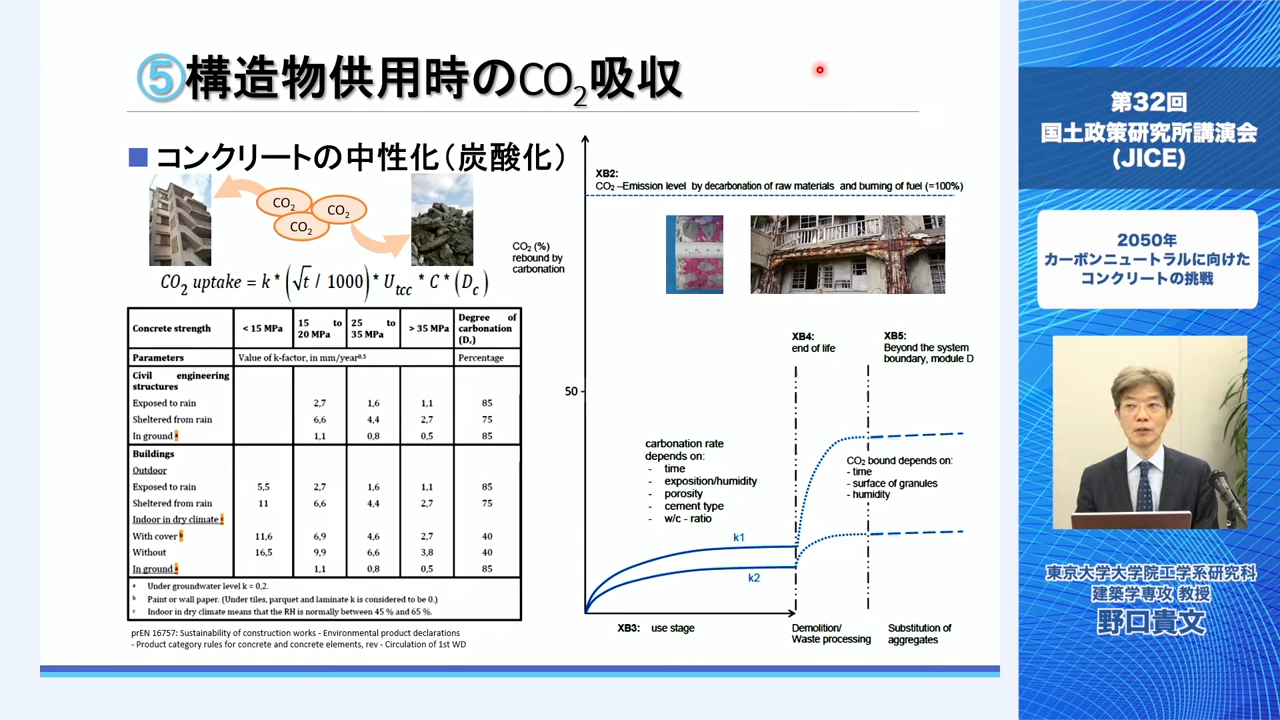 ⑤構造物供用時のCO₂吸収
■ コンクリートの中性化（炭酸化）
CO₂
CO₂
CO₂
CO₂ uptake = k * (√t / 1000) * Utcc * C * (Dc)
Concrete strength < 15 MPa 15 to 20 MPa 25 to 35 MPa > 35 MPa Degree of carbonation (Dc)
Parameters Value of k-factor, in mm/year⁰·⁵ Percentage
Civil engineering structures
Exposed to rain 2,7 1,6 1,1 85
Sheltered from rain 6,6 4,4 2,7 75
In ground a 1,1 0,8 0,5 85
Buildings
Outdoor
Exposed to rain 5,5 2,7 1,6 1,1 85
Sheltered from rain 11 6,6 4,4 2,7 75
Indoor in dry climate c
With cover b 11,6 6,9 4,6 2,7 40
Without 16,5 9,9 6,6 3,8 40
In ground a 1,1 0,8 0,5 85
a Under groundwater level k = 0,2.
b Paint or wall paper. (Under tiles, parquet and laminate k is considered to be 0.)
c Indoor in dry climate means that the RH is normally between 45 % and 65 %.
prEN 16757: Sustainability of construction works - Environmental product declarations
- Product category rules for concrete and concrete elements, rev - Circulation of 1st WD
XB2:
CO₂ –Emission level by decarbonation of raw materials and burning of fuel (=100%)
CO₂ (%)
rebound by
carbonation
50
XB4:
end of life
XB5:
Beyond the system
boundary, module D
carbonation rate
depends on:
- time
- exposition/humidity
- porosity
- cement type
- w/c - ratio
CO₂ bound depends on:
- time
- surface of granules
- humidity
k1
k2
XB3: use stage
Demolition/
Waste processing
Substitution of
aggregates
第32回
国土政策研究所講演会
(JICE)
2050年
カーボンニュートラルに向けた
コンクリートの挑戦
東京大学大学院工学系研究科
建築学専攻 教授
野口貴文